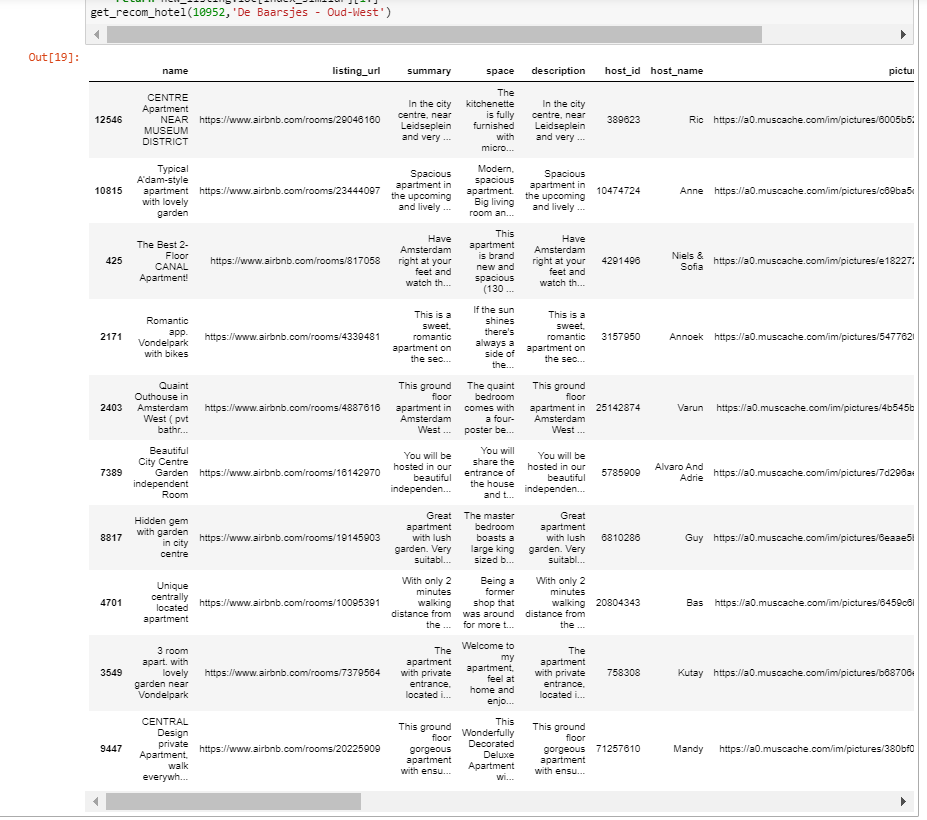 get_recom_hotel(10952,'De Baarsjes - Oud-West')
Out[19]:
name listing_url summary space description host_id host_name pictur
12546
CENTRE
Apartment
NEAR
MUSEUM
DISTRICT
https://www.airbnb.com/rooms/29046160
In the city
centre, near
Leidseplein
and very ...
The
kitchenette
is fully
furnished
with
micro...
In the city
centre, near
Leidseplein
and very ...
389623
Ric
https://a0.muscache.com/im/pictures/6005b52
10815
Typical
A'dam-style
apartment
with lovely
garden
https://www.airbnb.com/rooms/23444097
Spacious
apartment in
the upcoming
and lively ...
Modern,
spacious
apartment.
Big living
room an...
Spacious
apartment in
the upcoming
and lively ...
10474724
Anne
https://a0.muscache.com/im/pictures/c69ba5c
425
The Best 2-
Floor
CANAL
Apartment!
https://www.airbnb.com/rooms/817058
Have
Amsterdam
right at your
feet and
watch th...
This
apartment
is brand
new and
spacious
(130 ...
Have
Amsterdam
right at your
feet and
watch th...
4291496
Niels &
Sofia
https://a0.muscache.com/im/pictures/e182272
2171
Romantic
app.
Vondelpark
with bikes
https://www.airbnb.com/rooms/4339481
This is a
sweet,
romantic
apartment on
the sec...
If the sun
shines
there's
always a
side of
the...
This is a
sweet,
romantic
apartment on
the sec...
3157950
Annoek
https://a0.muscache.com/im/pictures/5477620
2403
Quaint
Outhouse in
Amsterdam
West ( pvt
bathr...
https://www.airbnb.com/rooms/4887616
This ground
floor
apartment in
Amsterdam
West ...
The quaint
bedroom
comes with
a four-
poster be...
This ground
floor
apartment in
Amsterdam
West ...
25142874
Varun
https://a0.muscache.com/im/pictures/4b545b
7389
Beautiful
City Centre
Garden
independent
Room
https://www.airbnb.com/rooms/16142970
You will be
hosted in our
beautiful
independen...
You will
share the
entrance of
the house
and t...
You will be
hosted in our
beautiful
independen...
5785909
Alvaro And
Adrie
https://a0.muscache.com/im/pictures/7d296ae
8817
Hidden gem
with garden
in city
centre
https://www.airbnb.com/rooms/19145903
Great
apartment
with lush
garden. Very
suitabl...
The master
bedroom
boasts a
large king
sized b...
Great
apartment
with lush
garden. Very
suitabl...
6810286
Guy
https://a0.muscache.com/im/pictures/6eaae5b
4701
Unique
centrally
located
apartment
https://www.airbnb.com/rooms/10095391
With only 2
minutes
walking
distance from
the ...
Being a
former
shop that
was around
for more t...
With only 2
minutes
walking
distance from
the ...
20804343
Bas
https://a0.muscache.com/im/pictures/6459c6b
3549
3 room
apart. with
lovely
garden near
Vondelpark
https://www.airbnb.com/rooms/7379564
The
apartment
with private
entrance,
located i...
Welcome to
my
apartment,
feel at
home and
enjo...
The
apartment
with private
entrance,
located i...
758308
Kutay
https://a0.muscache.com/im/pictures/b68706e
9447
CENTRAL
Design
private
Apartment,
walk
everywh...
https://www.airbnb.com/rooms/20225909
This ground
floor
gorgeous
apartment
with ensu...
This
Wonderfully
Decorated
Deluxe
Apartment
wi...
This ground
floor
gorgeous
apartment
with ensu...
71257610
Mandy
https://a0.muscache.com/im/pictures/380bf0